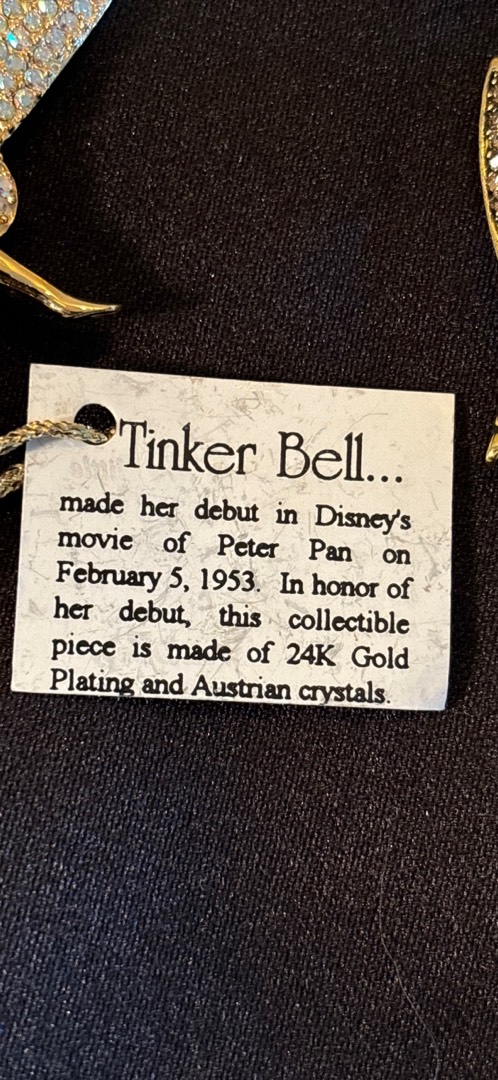 Tinker Bell...
made her debut in Disney's
movie of Peter Pan on
February 5, 1953. In honor of
her debut, this collectible
piece is made of 24K Gold
Plating and Austrian crystals.